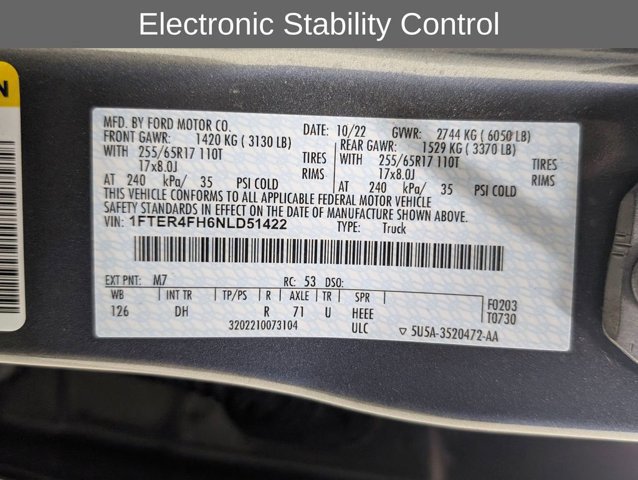 Electronic Stability Control
N
MFD. BY FORD MOTOR CO.
DATE: 10/22 GVWR: 2744 KG ( 6050 LB)
FRONT GAWR: 1420 KG ( 3130 LB)
REAR GAWR: 1529 KG ( 3370 LB)
WITH 255/65R17 110T TIRES
WITH 255/65R17 110T TIRES
17x8.0J RIMS
17x8.0J RIMS
AT 240 kPa/ 35 PSI COLD
AT 240 kPa/ 35 PSI COLD
THIS VEHICLE CONFORMS TO ALL APPLICABLE FEDERAL MOTOR VEHICLE
SAFETY STANDARD AND THEFT PREVENTION STANDARDS IN EFFECT ON THE DATE OF MANUFACTURE SHOWN ABOVE.
VIN: 1FTER4FH6NLD51422 TYPE: Truck
EXT PNT: M7 RC: 53 DSO:
WB INT TR TP/PS R AXLE TR SPR
126 DH R 71 U HEEE
3202210073104 ULC
F0203
T0730
▽ 5U5A-3520472-AA